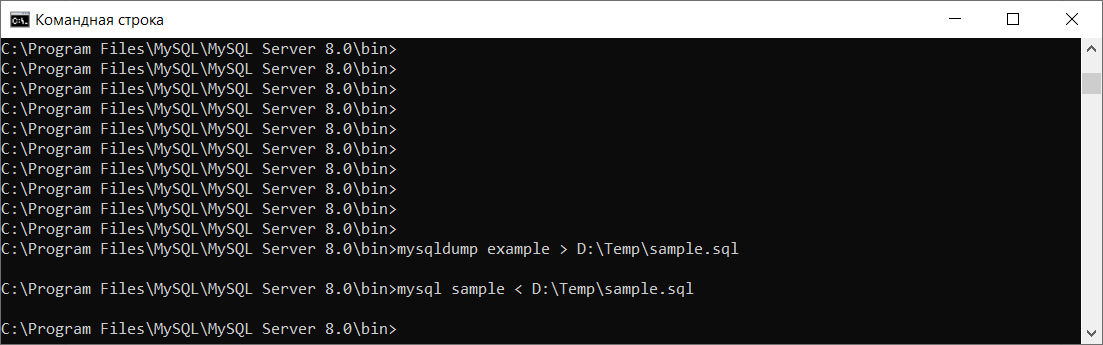 Командная строка
C:\Program Files\MySQL\MySQL Server 8.0\bin>
C:\Program Files\MySQL\MySQL Server 8.0\bin>
C:\Program Files\MySQL\MySQL Server 8.0\bin>
C:\Program Files\MySQL\MySQL Server 8.0\bin>
C:\Program Files\MySQL\MySQL Server 8.0\bin>
C:\Program Files\MySQL\MySQL Server 8.0\bin>
C:\Program Files\MySQL\MySQL Server 8.0\bin>
C:\Program Files\MySQL\MySQL Server 8.0\bin>
C:\Program Files\MySQL\MySQL Server 8.0\bin>
C:\Program Files\MySQL\MySQL Server 8.0\bin>
C:\Program Files\MySQL\MySQL Server 8.0\bin>mysqldump example > D:\Temp\sample.sql
C:\Program Files\MySQL\MySQL Server 8.0\bin>mysql sample < D:\Temp\sample.sql
C:\Program Files\MySQL\MySQL Server 8.0\bin>